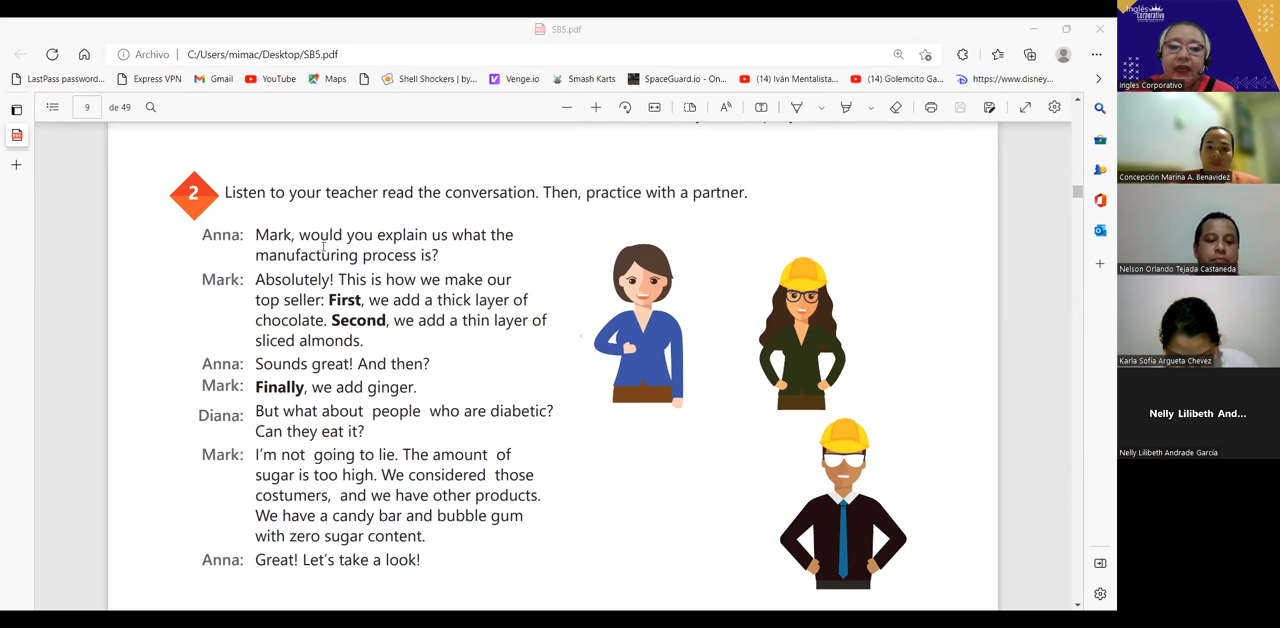 SB5.pdf
Archivo
C:/Users/mimac/Desktop/SB5.pdf
LastPass password...
Express VPN
Gmail
YouTube
Maps
Shell Shockers | by...
Venge.io
Smash Karts
SpaceGuard.io - On...
(14) Iván Mentalista...
(14) Golemcito Ga...
https://www.disney...
9
de 49
2
Listen to your teacher read the conversation. Then, practice with a partner.
Anna: Mark, would you explain us what the
manufacturing process is?
Mark: Absolutely! This is how we make our
top seller: First, we add a thick layer of
chocolate. Second, we add a thin layer of
sliced almonds.
Anna: Sounds great! And then?
Mark: Finally, we add ginger.
Diana: But what about people who are diabetic?
Can they eat it?
Mark: I'm not going to lie. The amount of
sugar is too high. We considered those
costumers, and we have other products.
We have a candy bar and bubble gum
with zero sugar content.
Anna: Great! Let's take a look!
Inglés
Corporativo
Ingles Corporativo
Concepción Marina A. Benavidez
Nelson Orlando Tejada Castaneda
Karla Sofia Argueta Chevez
Nelly Lilibeth And...
Nelly Lilibeth Andrade García